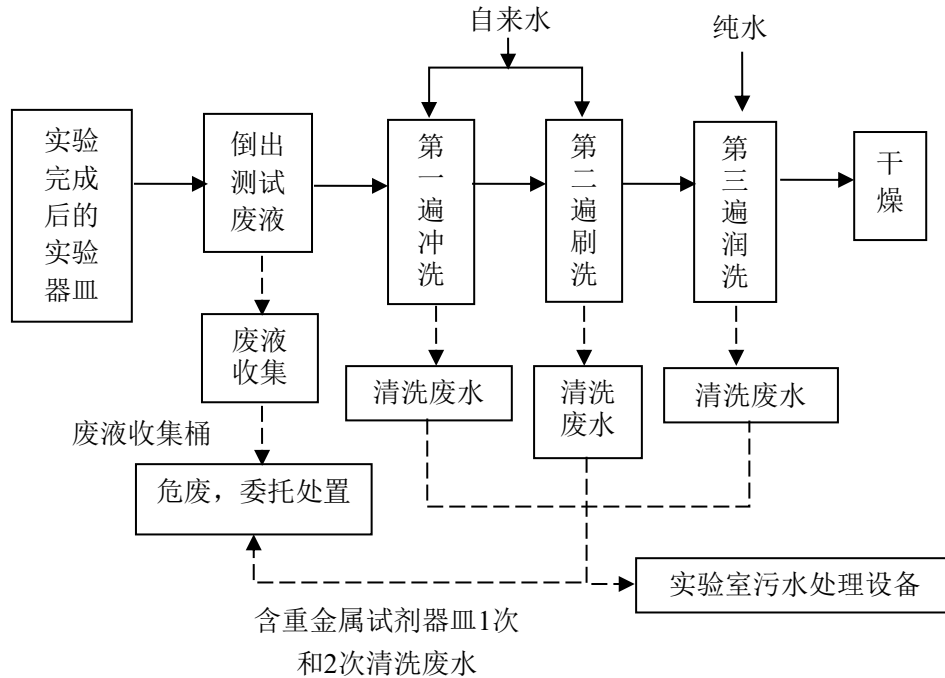 自来水
纯水
实验
完成
后的
实验
器皿
倒出
测试
废液
第一遍冲洗
第二遍刷洗
第三遍润洗
干燥
废液
收集
清洗废水
清洗
废水
清洗废水
废液收集桶
危废，委托处置
实验室污水处理设备
含重金属试剂器皿1次
和2次清洗废水